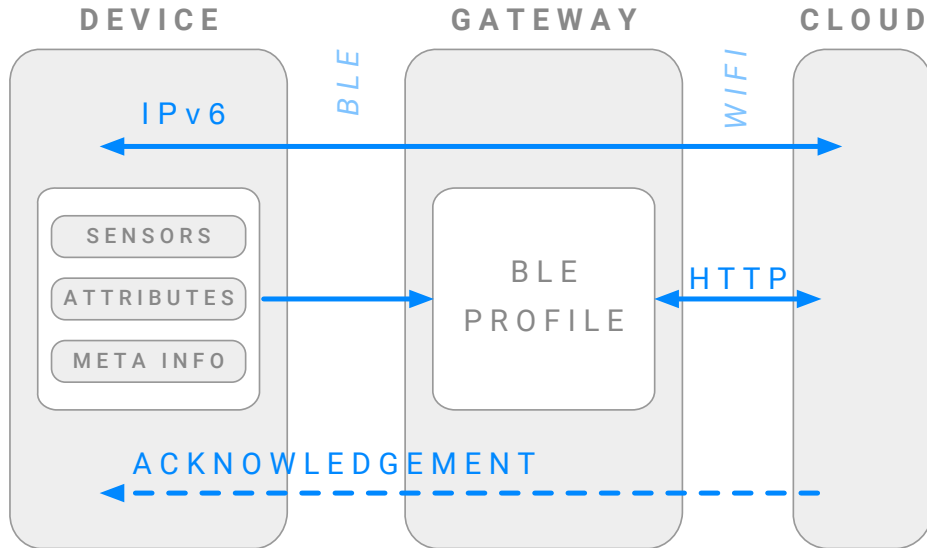 DEVICE
GATEWAY
CLOUD
BLE
WIFI
IPv6
SENSORS
ATTRIBUTES
META INFO
BLE
PROFILE
HTTP
ACKNOWLEDGEMENT